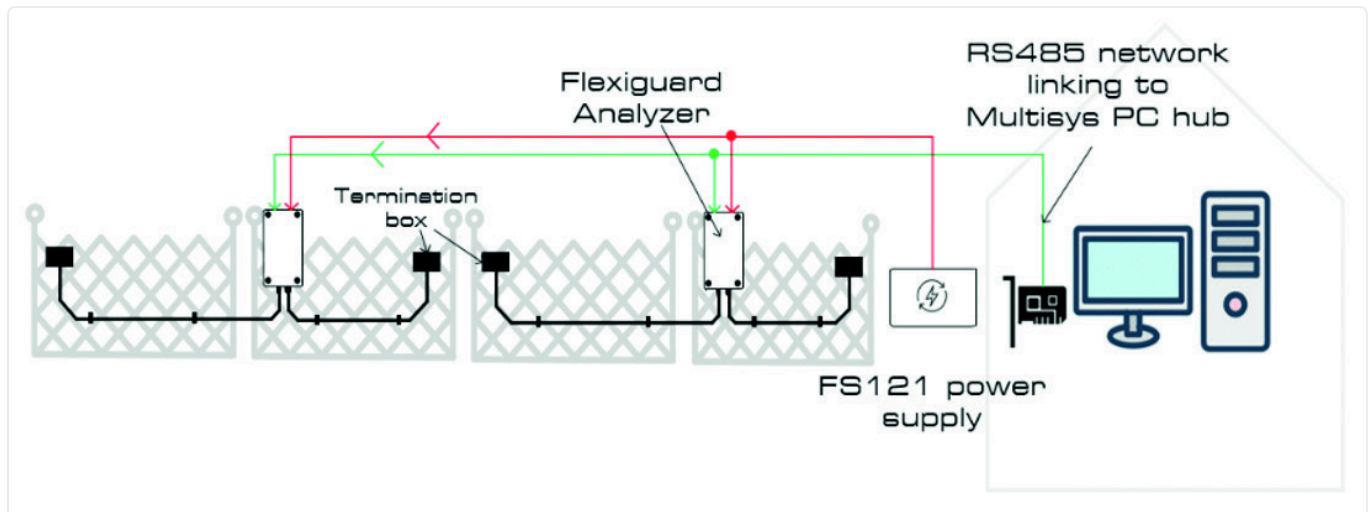 Flexiguard
Analyzer
RS485 network
linking to
Multisys PC hub
Termination
box
FS121 power
supply